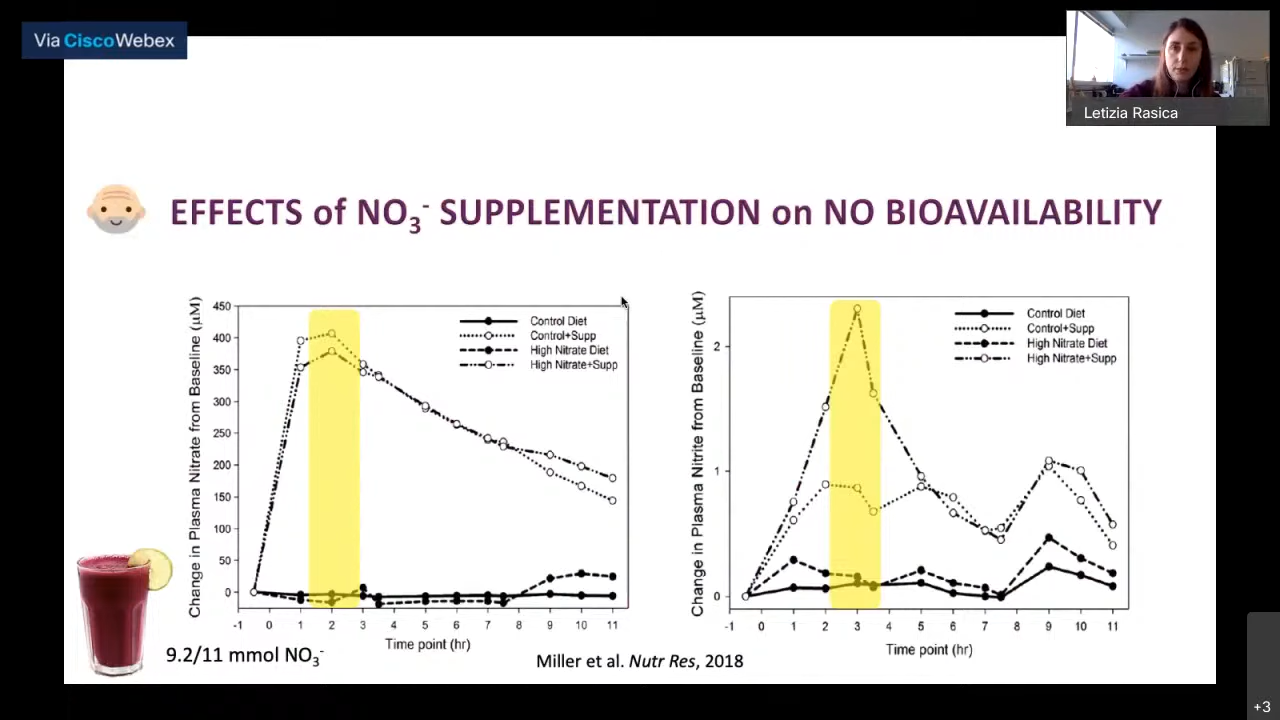 Via Cisco Webex
Letizia Rasica
EFFECTS of NO3- SUPPLEMENTATION on NO BIOAVAILABILITY
Change in Plasma Nitrate from Baseline (µM)
450
400
350
300
250
200
150
100
50
0
-1 0 1 2 3 4 5 6 7 8 9 10 11
Time point (hr)
Control Diet
Control+Supp
High Nitrate Diet
High Nitrate+Supp
Change in Plasma Nitrite from Baseline (µM)
2
1
0
-1 0 1 2 3 4 5 6 7 8 9 10 11
Time point (hr)
Control Diet
Control+Supp
High Nitrate Diet
High Nitrate+Supp
9.2/11 mmol NO3-
Miller et al. Nutr Res, 2018
+3